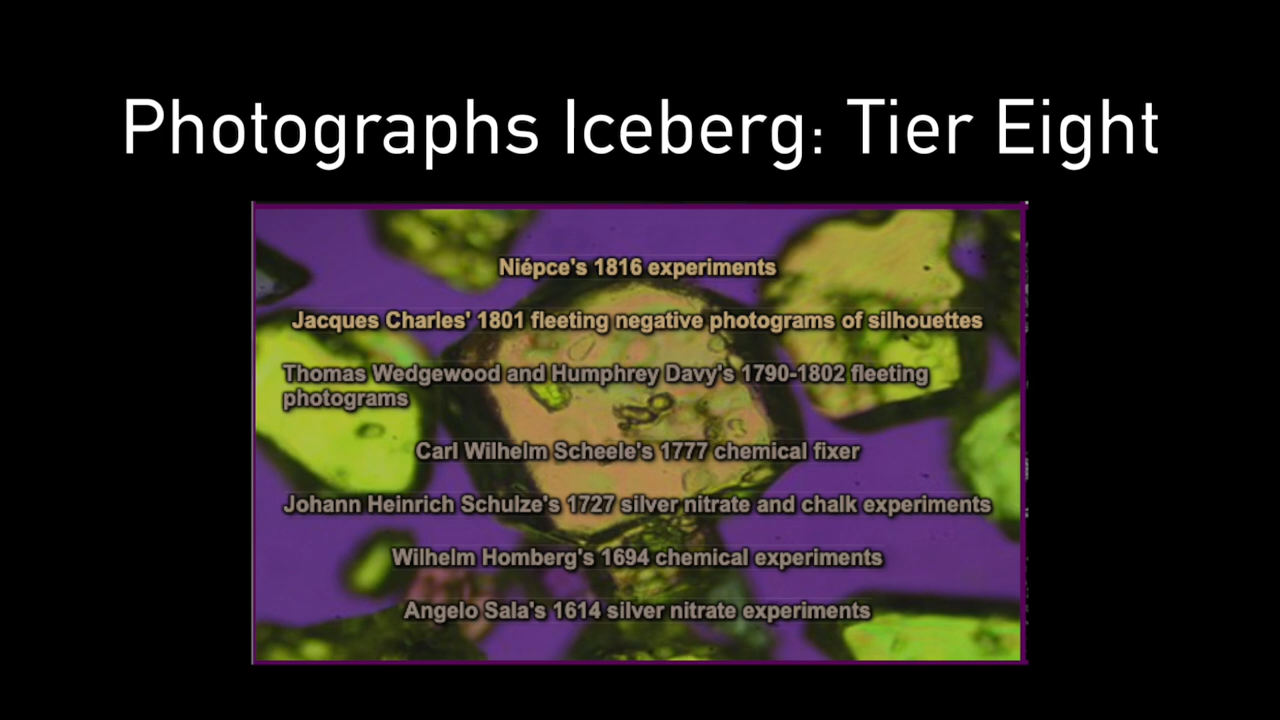 Photographs Iceberg: Tier Eight
Niépce's 1816 experiments
Jacques Charles' 1801 fleeting negative photograms of silhouettes
Thomas Wedgewood and Humphrey Davy's 1790-1802 fleeting
photograms
Carl Wilhelm Scheele's 1777 chemical fixer
Johann Heinrich Schulze's 1727 silver nitrate and chalk experiments
Wilhelm Homberg's 1694 chemical experiments
Angelo Sala's 1614 silver nitrate experiments